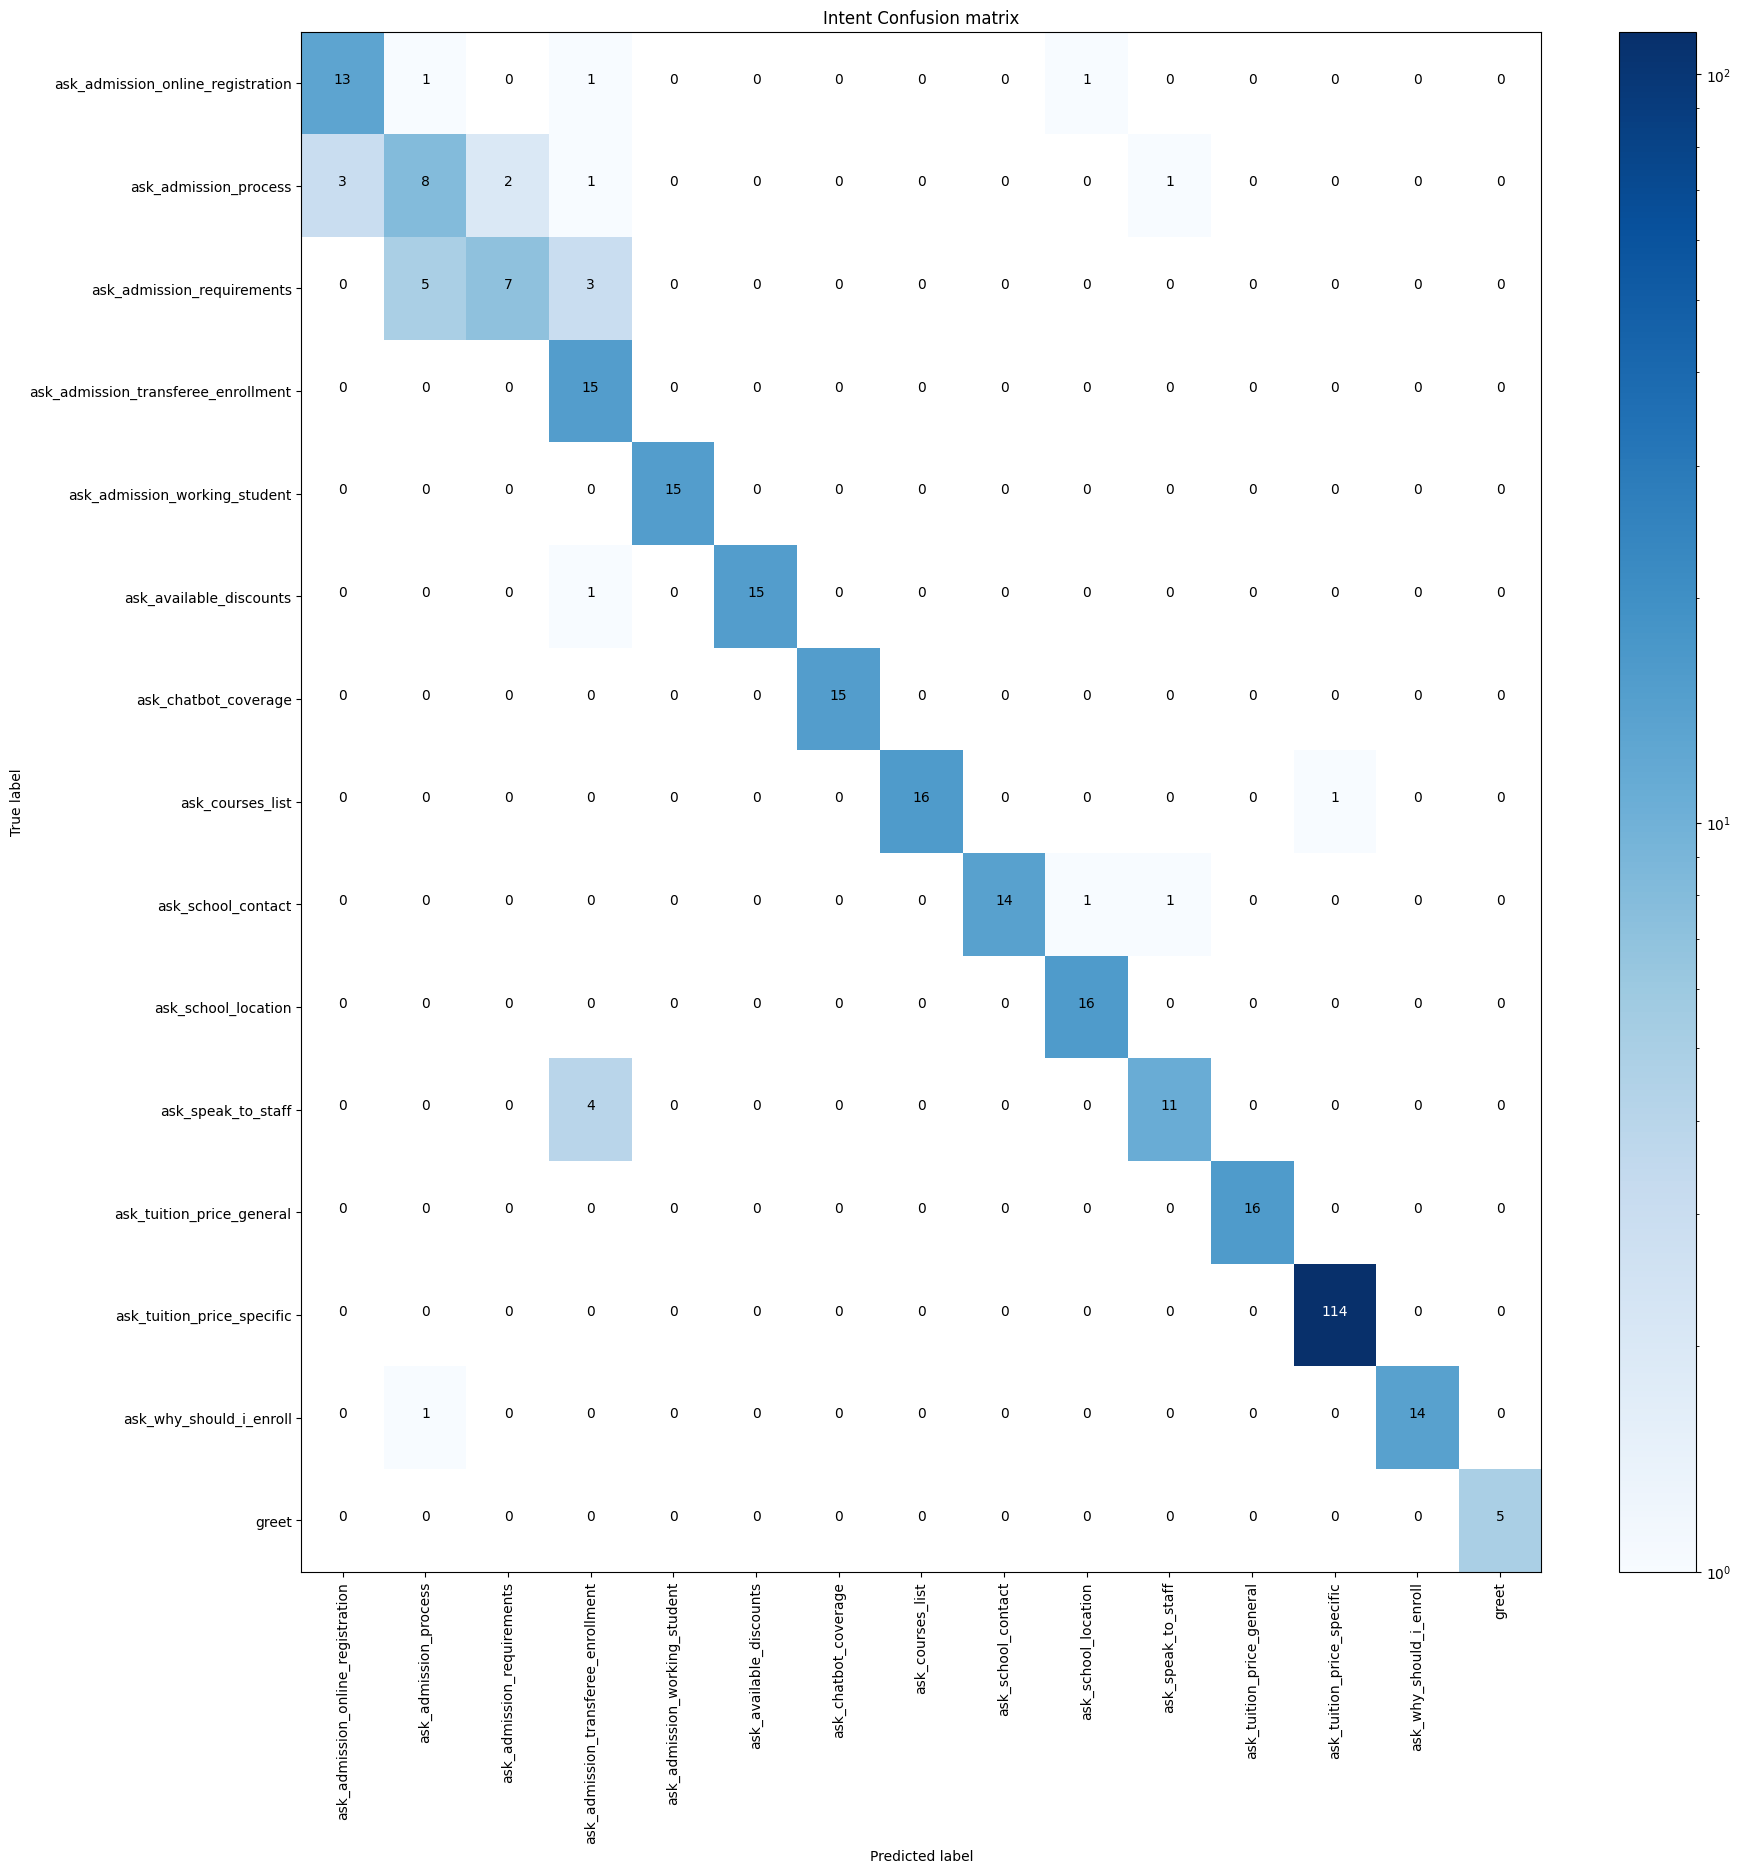 Intent Confusion matrix
ask_admission_online_registration 13 1 0 1 0 0 0 0 0 1 0 0 0 0 0
ask_admission_process 3 8 2 1 0 0 0 0 0 0 1 0 0 0 0
ask_admission_requirements 0 5 7 3 0 0 0 0 0 0 0 0 0 0 0
ask_admission_transferee_enrollment 0 0 0 15 0 0 0 0 0 0 0 0 0 0 0
ask_admission_working_student 0 0 0 0 15 0 0 0 0 0 0 0 0 0 0
ask_available_discounts 0 0 0 1 0 15 0 0 0 0 0 0 0 0 0
ask_chatbot_coverage 0 0 0 0 0 0 15 0 0 0 0 0 0 0 0
ask_courses_list 0 0 0 0 0 0 0 16 0 0 0 0 1 0 0
ask_school_contact 0 0 0 0 0 0 0 0 14 1 1 0 0 0 0
ask_school_location 0 0 0 0 0 0 0 0 0 16 0 0 0 0 0
ask_speak_to_staff 0 0 0 4 0 0 0 0 0 0 11 0 0 0 0
ask_tuition_price_general 0 0 0 0 0 0 0 0 0 0 0 16 0 0 0
ask_tuition_price_specific 0 0 0 0 0 0 0 0 0 0 0 0 114 0 0
ask_why_should_i_enroll 0 1 0 0 0 0 0 0 0 0 0 0 0 14 0
greet 0 0 0 0 0 0 0 0 0 0 0 0 0 0 5
True label
ask_admission_online_registration
ask_admission_process
ask_admission_requirements
ask_admission_transferee_enrollment
ask_admission_working_student
ask_available_discounts
ask_chatbot_coverage
ask_courses_list
ask_school_contact
ask_school_location
ask_speak_to_staff
ask_tuition_price_general
ask_tuition_price_specific
ask_why_should_i_enroll
greet
Predicted label
10²
10¹
10⁰